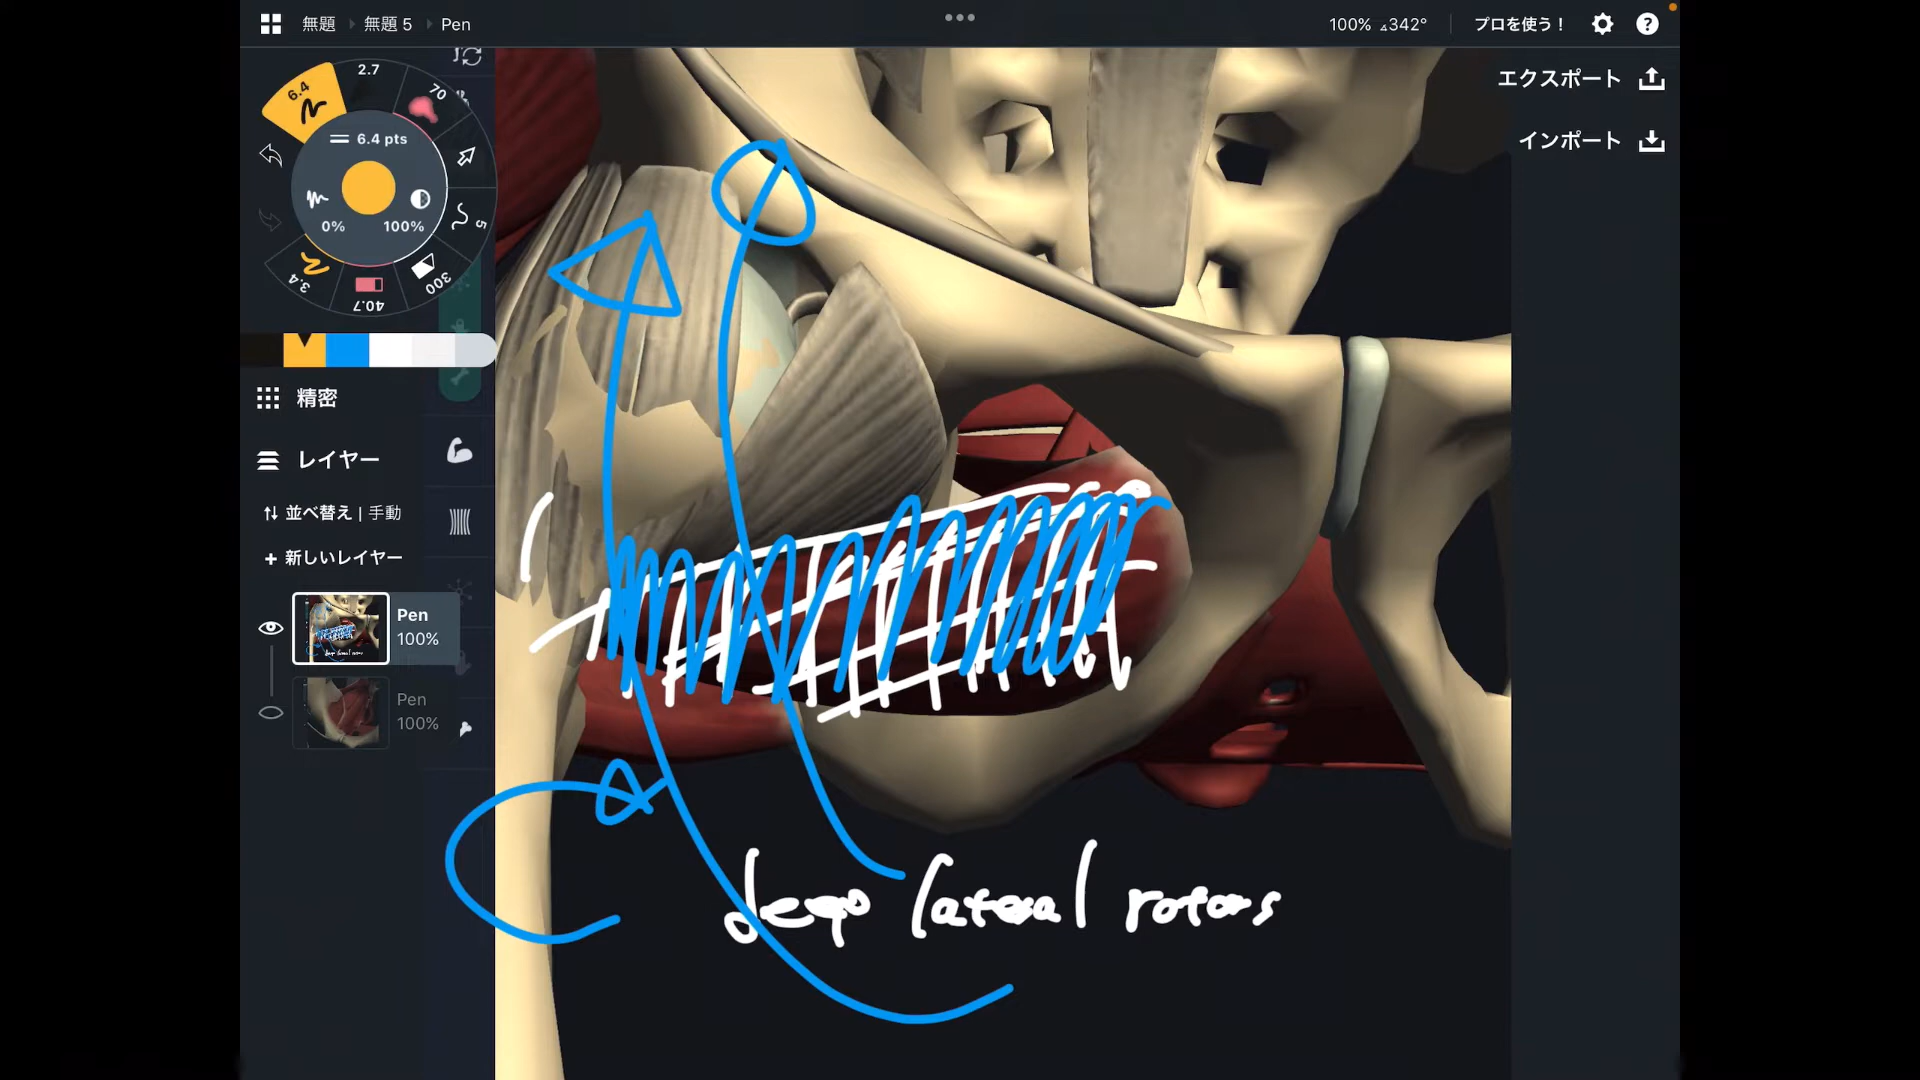 無題 › 無題 5 › Pen
100% ⊿342°
プロを使う!
エクスポート
インポート
2.7
6.4
70
6.4 pts
0%
100%
5
3.4
40.7
300
精密
レイヤー
並べ替え | 手動
+ 新しいレイヤー
Pen
100%
Pen
100%
deep lateral rotors